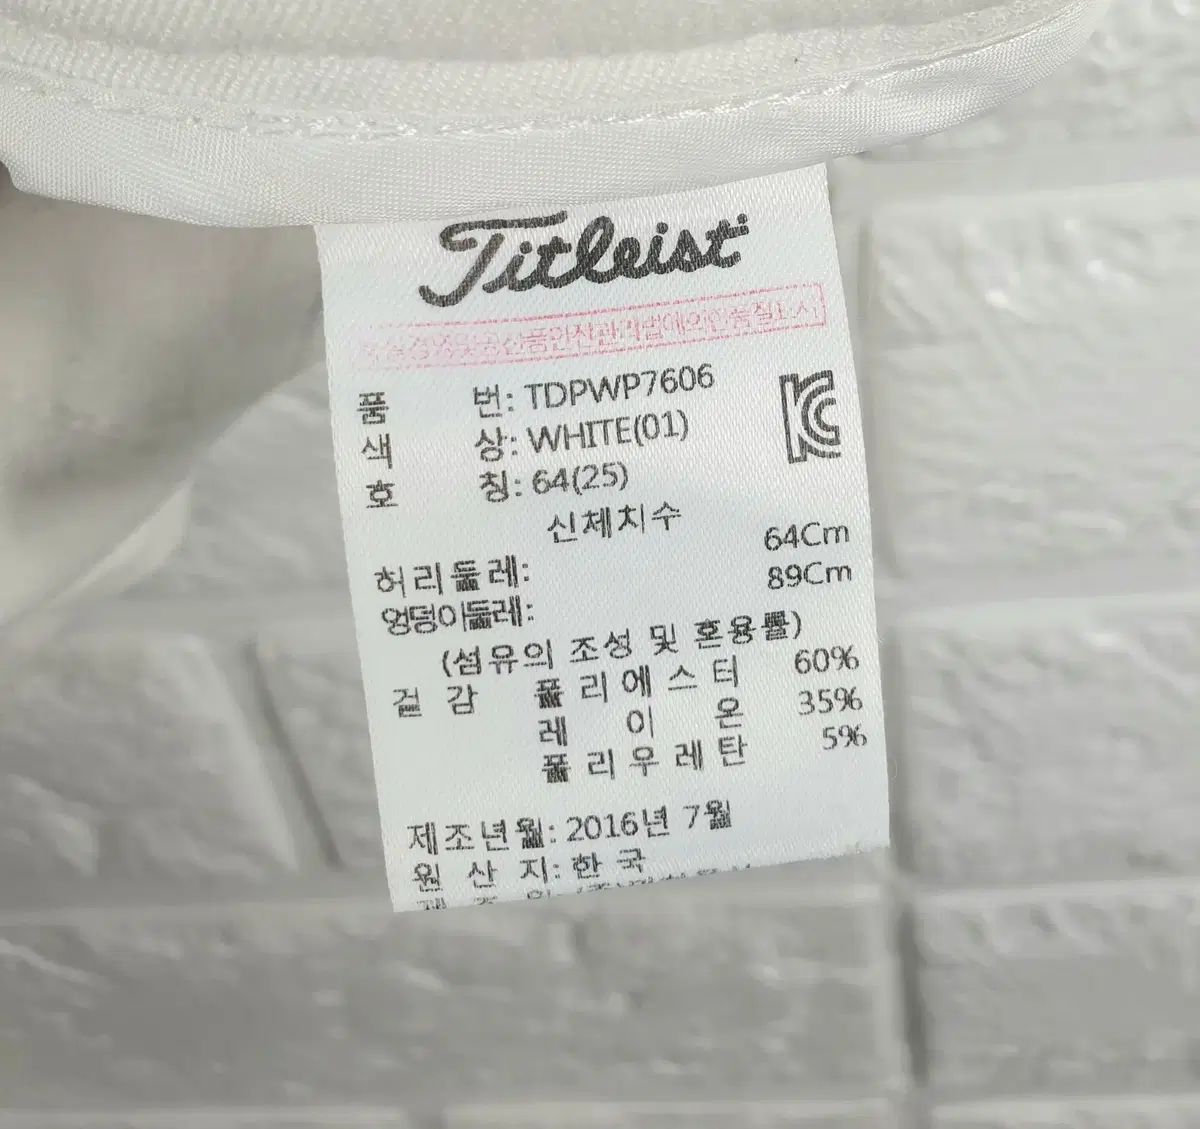 Titleist
품 번: TDPWP7606
색 상: WHITE(01)
호 칭: 64(25)
KC
신체치수
허리둘레: 64Cm
엉덩이둘레: 89Cm
(섬유의 조성 및 혼용률)
겉 감 폴리에스터 60%
레 이 온 35%
폴리우레탄 5%
제조년월: 2016년 7월
원 산 지: 한 국